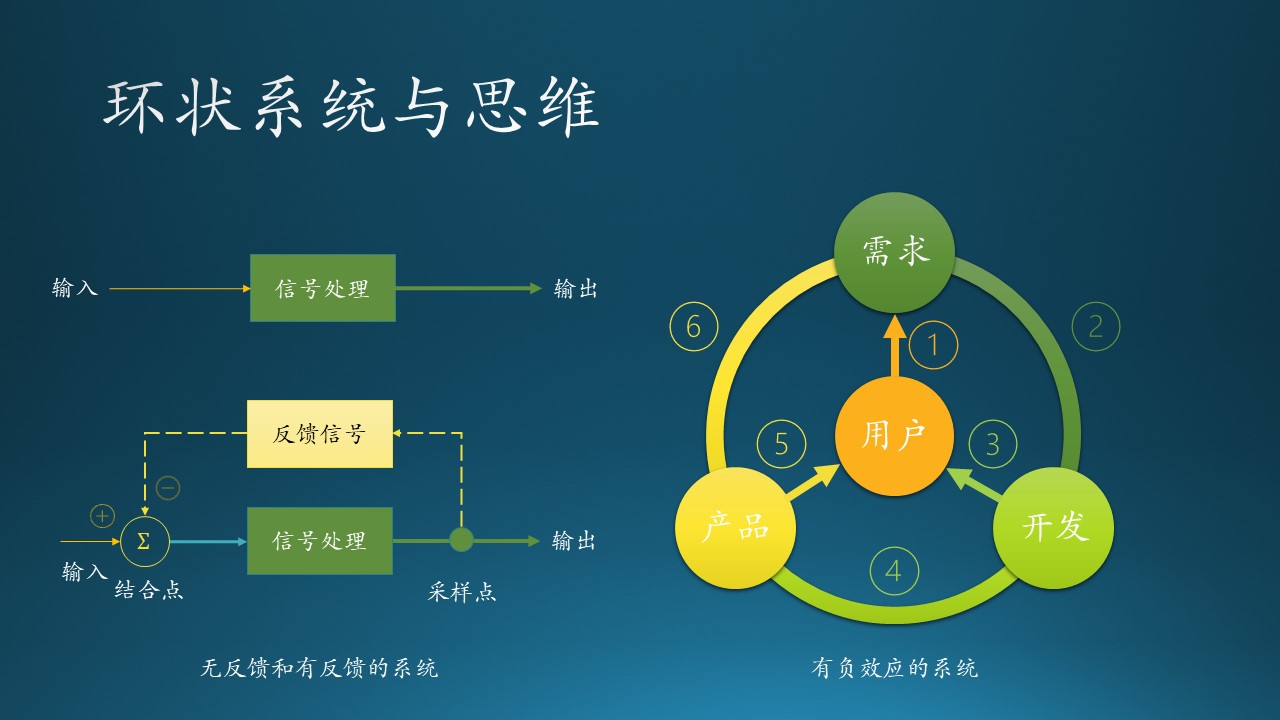 环状系统与思维
输入
信号处理
输出
反馈信号
−
+
Σ
信号处理
输出
输入
结合点
采样点
无反馈和有反馈的系统
需求
6
2
1
用户
5
3
产品
开发
4
有负效应的系统